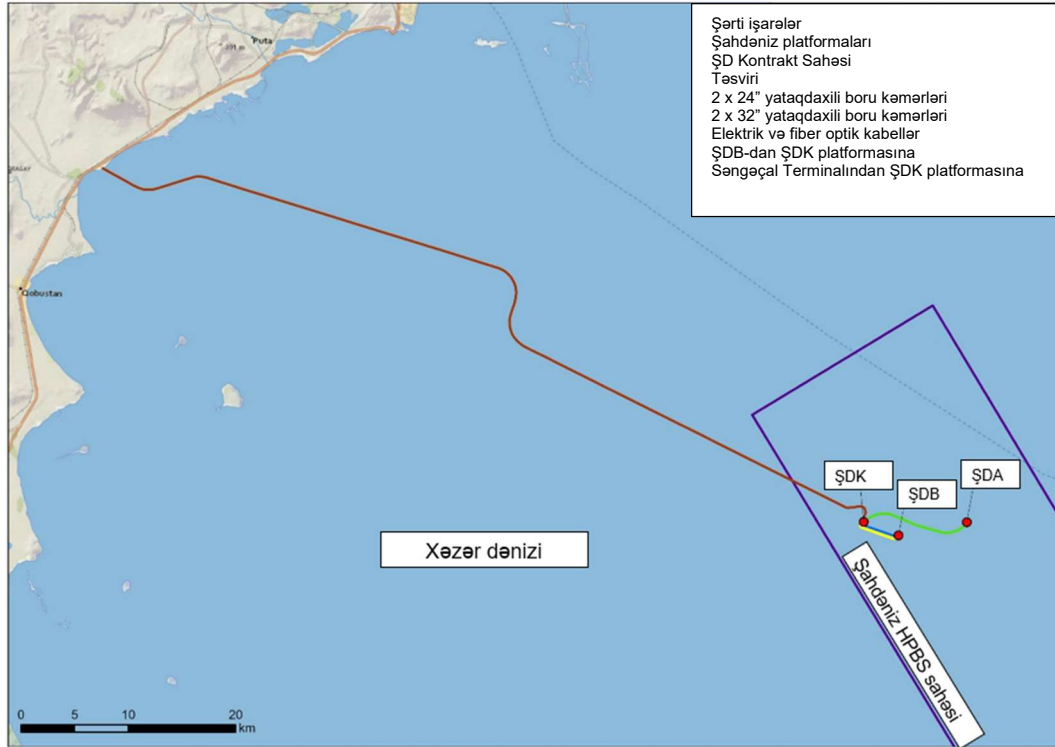 Şərti işarələr
Şahdəniz platformaları
ŞD Kontrakt Sahəsi
Təsviri
2 x 24” yataqdaxili boru kəmərləri
2 x 32” yataqdaxili boru kəmərləri
Elektrik və fiber optik kabellər
ŞDB-dan ŞDK platformasına
Səngəçal Terminalından ŞDK platformasına
Puta
Qobustan
ŞDK
ŞDB
ŞDA
Xəzər dənizi
Şahdəniz HPBS sahəsi
0 5 10 20
km